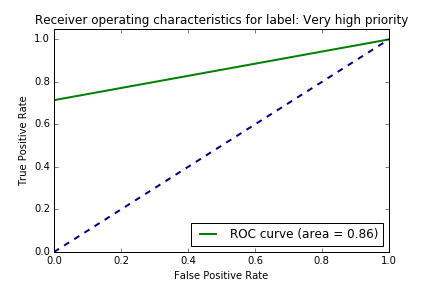 Receiver operating characteristics for label: Very high priority
1.0
0.8
0.6
0.4
0.2
0.0
True Positive Rate
ROC curve (area = 0.86)
0.0 0.2 0.4 0.6 0.8 1.0
False Positive Rate